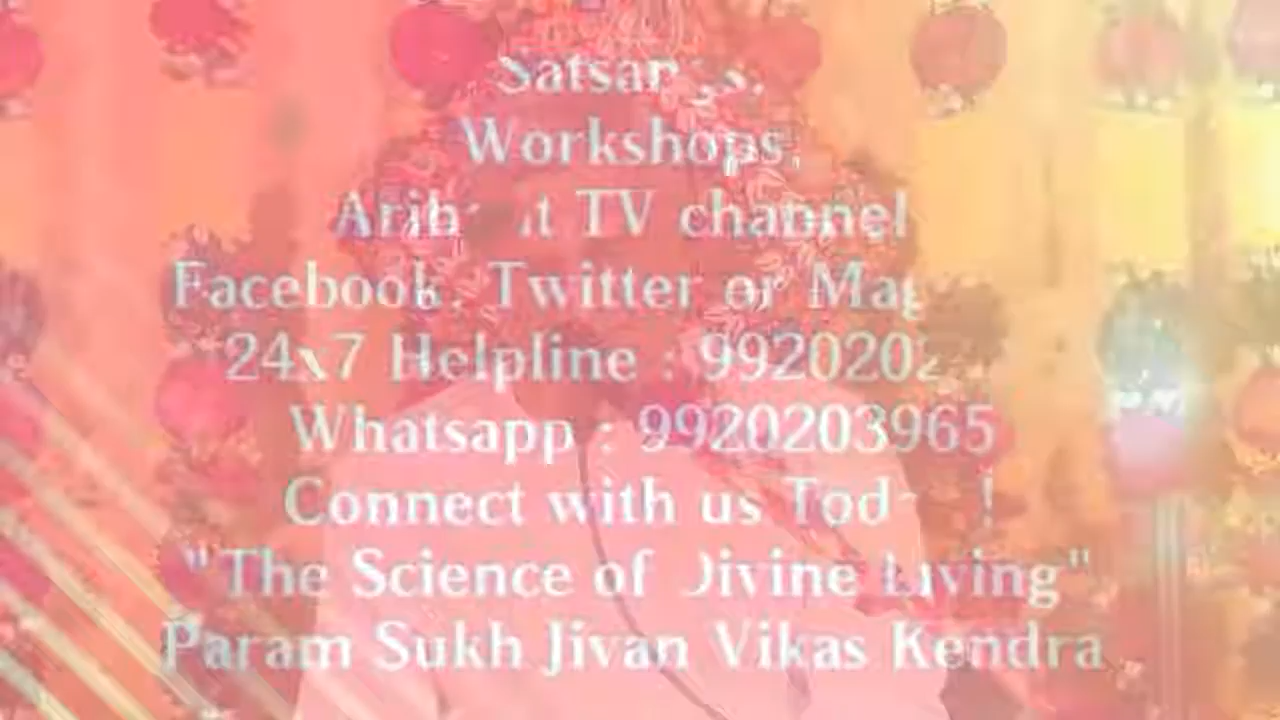 Workshops,
TV channel
Facebook, Twitter or
24x7 Helpline :
Whatsapp : 9920203965
Connect with us
"The Science of Divine Living"
Param Sukh Jivan Vikas Kendra